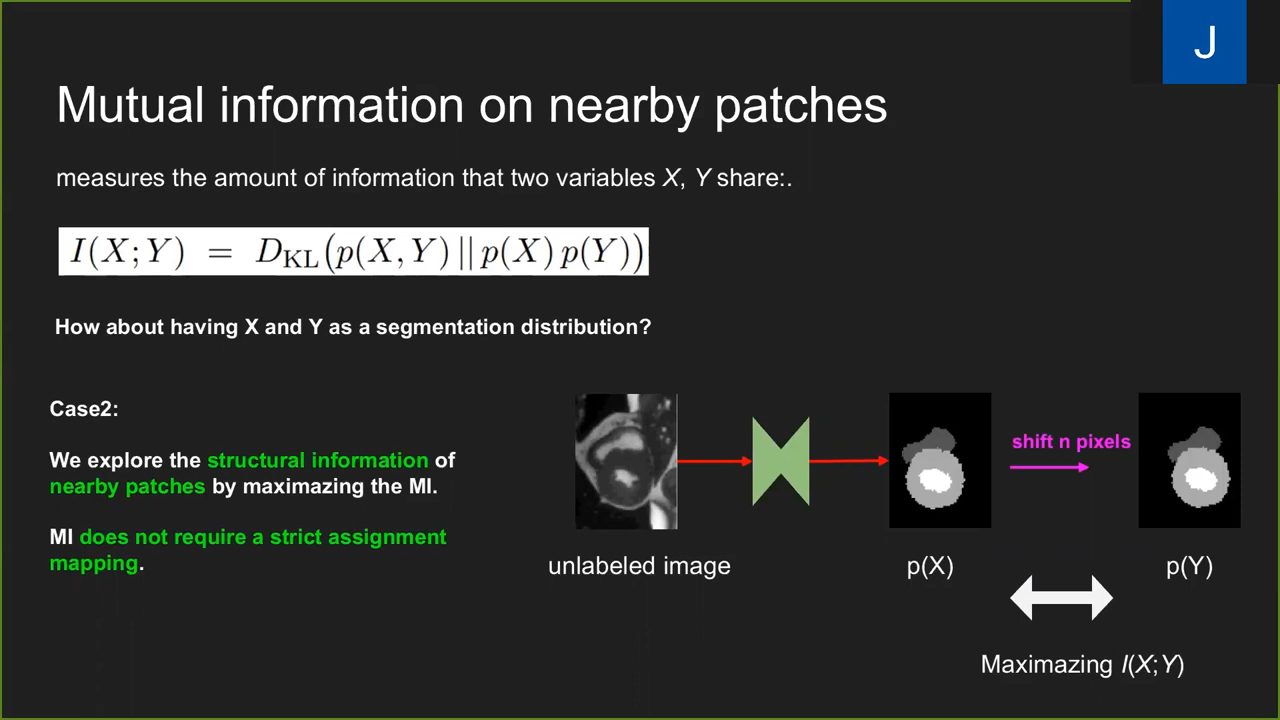 J
Mutual information on nearby patches
measures the amount of information that two variables X, Y share:.
I(X;Y) = D_KL(p(X,Y) || p(X) p(Y))
How about having X and Y as a segmentation distribution?
Case2:
We explore the structural information of
nearby patches by maximazing the MI.
MI does not require a strict assignment
mapping.
shift n pixels
unlabeled image
p(X)
p(Y)
Maximazing I(X;Y)